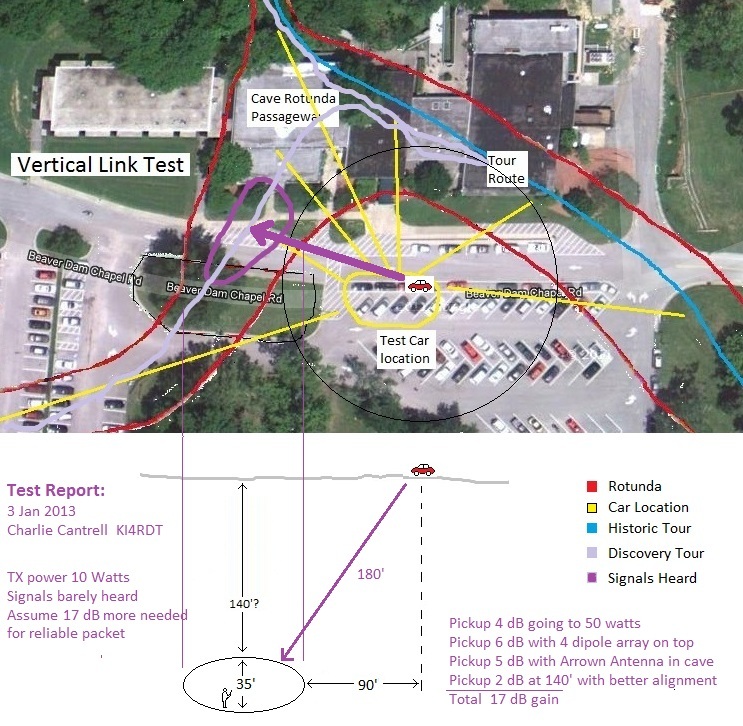 Cave Rotunda
Passageway
Vertical Link Test
Tour
Route
Beaver Dam Chapel Rd
Beaver Dam Chapel Rd
Beaver Dam Chapel Rd
Test Car
location
Test Report:
3 Jan 2013
Charlie Cantrell KI4RDT
TX power 10 Watts
Signals barely heard
Assume 17 dB more needed
for reliable packet
140'?
180'
35'
90'
Rotunda
Car Location
Historic Tour
Discovery Tour
Signals Heard
Pickup 4 dB going to 50 watts
Pickup 6 dB with 4 dipole array on top
Pickup 5 dB with Arrown Antenna in cave
Pickup 2 dB at 140' with better alignment
Total 17 dB gain